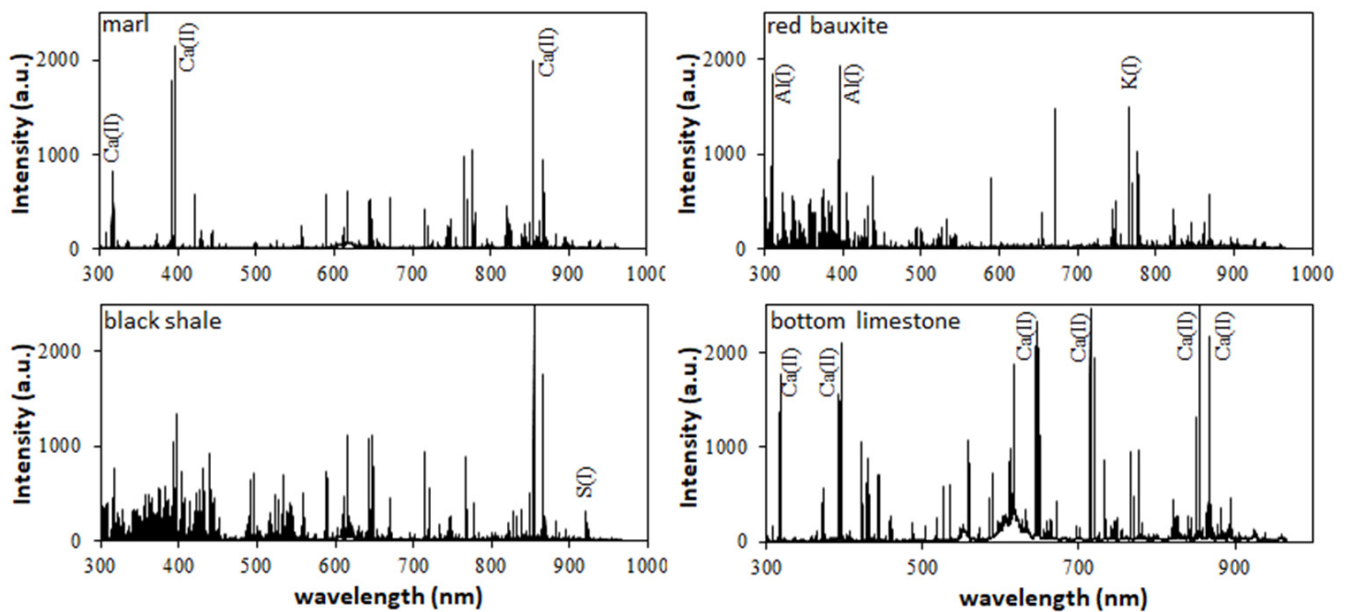 marl
Intensity (a.u.)
2000
1000
0
Ca(II)
Ca(II)
Ca(II)
300 400 500 600 700 800 900 1000
red bauxite
Intensity (a.u.)
2000
1000
0
Al(I)
Al(I)
K(I)
300 400 500 600 700 800 900 1000
black shale
Intensity (a.u.)
2000
1000
0
S(I)
300 400 500 600 700 800 900 1000
wavelength (nm)
bottom limestone
Intensity (a.u.)
2000
1000
0
Ca(II)
Ca(II)
Ca(II)
Ca(II)
Ca(II)
Ca(II)
300 500 700 900
wavelength (nm)